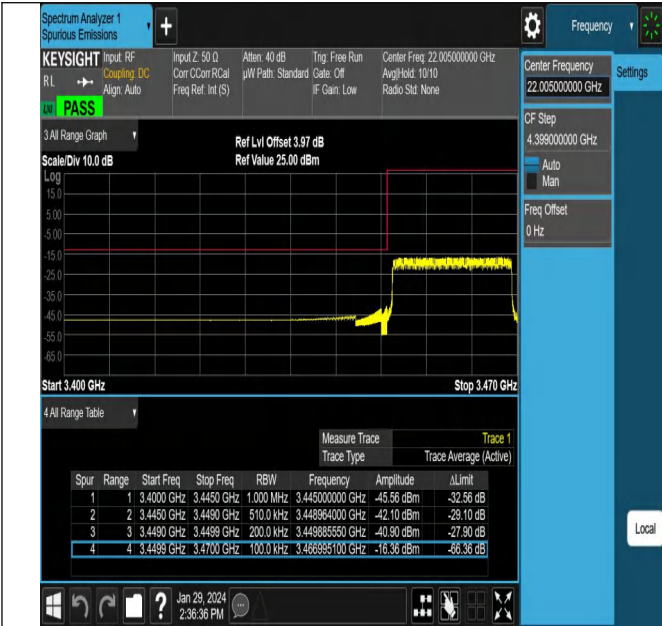 Spectrum Analyzer 1
Spurious Emissions
Frequency
KEYSIGHT
RL
Input: RF
Coupling: DC
Align: Auto
Input Z: 50 Ω
Corr CCorr RCal
Freq Ref: Int (S)
Atten: 40 dB
µW Path: Standard
Trig: Free Run
Gate: Off
IF Gain: Low
Center Freq: 22.005000000 GHz
Avg|Hold: 10/10
Radio Std: None
LXI
PASS
Center Frequency
22.005000000 GHz
Settings
CF Step
4.399000000 GHz
Auto
Man
Freq Offset
0 Hz
3 All Range Graph
Scale/Div 10.0 dB
Ref Lvl Offset 3.97 dB
Ref Value 25.00 dBm
Log
15.0
5.00
-5.00
-15.0
-25.0
-35.0
-45.0
-55.0
-65.0
Start 3.400 GHz
Stop 3.470 GHz
4 All Range Table
Measure Trace Trace 1
Trace Type Trace Average (Active)
Spur Range Start Freq Stop Freq RBW Frequency Amplitude ΔLimit
1 1 3.4000 GHz 3.4450 GHz 1.000 MHz 3.445000000 GHz -45.56 dBm -32.56 dB
2 2 3.4450 GHz 3.4490 GHz 510.0 kHz 3.448964000 GHz -42.10 dBm -29.10 dB
3 3 3.4490 GHz 3.4499 GHz 200.0 kHz 3.449885550 GHz -40.90 dBm -27.90 dB
4 4 3.4499 GHz 3.4700 GHz 100.0 kHz 3.466995100 GHz -16.36 dBm -66.36 dB
Local
?
Jan 29, 2024
2:36:36 PM